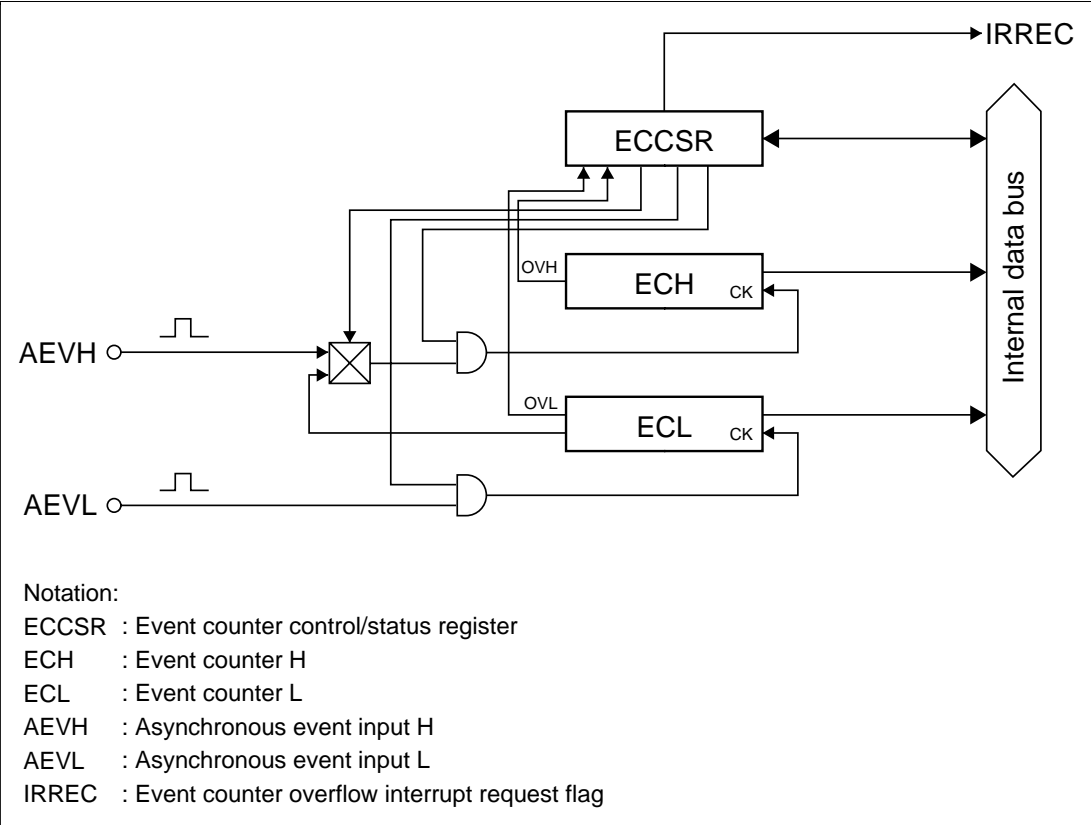 IRREC
ECCSR
Internal data bus
OVH
ECH
CK
AEVH
OVL
ECL
CK
AEVL
Notation:
ECCSR : Event counter control/status register
ECH : Event counter H
ECL : Event counter L
AEVH : Asynchronous event input H
AEVL : Asynchronous event input L
IRREC : Event counter overflow interrupt request flag